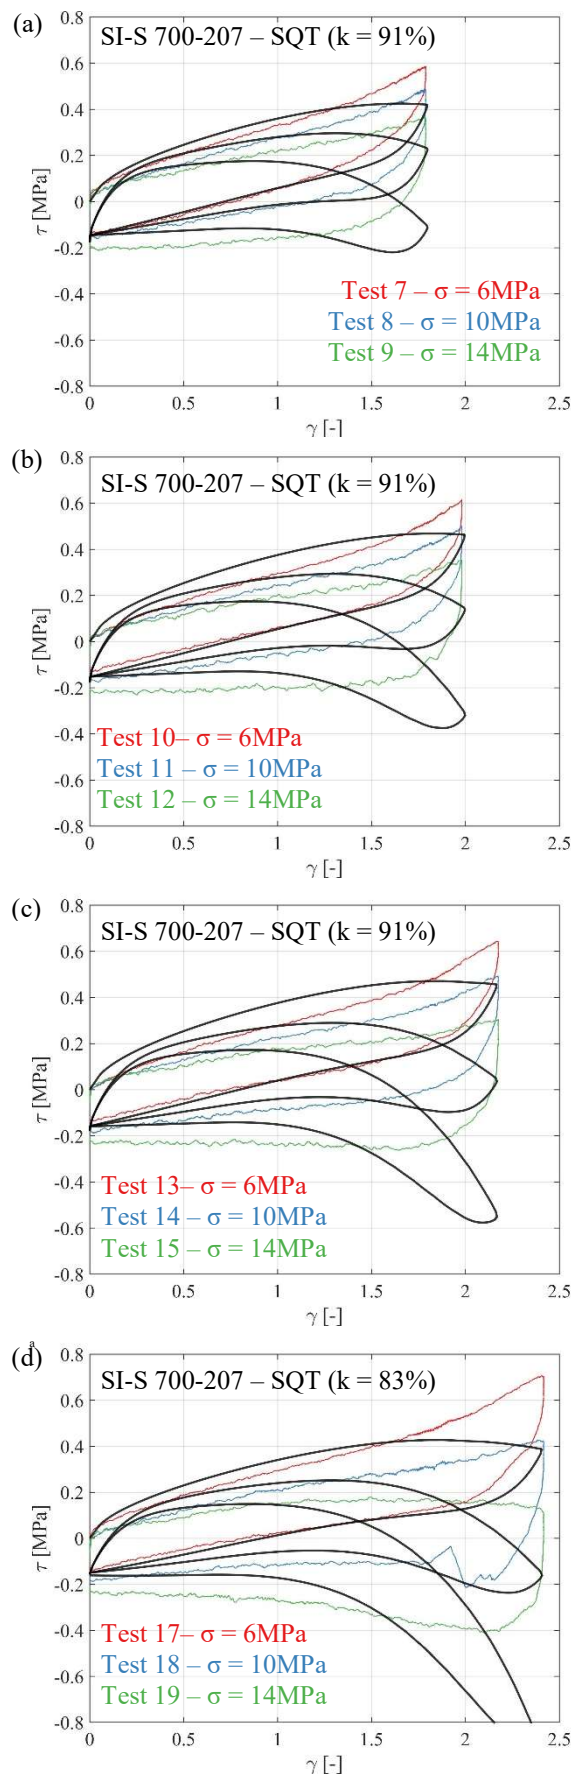 (a)
SI-S 700-207 – SQT (k = 91%)
0.8
0.6
0.4
0.2
0
-0.2
-0.4
-0.6
-0.8
τ [MPa]
Test 7 – σ = 6MPa
Test 8 – σ = 10MPa
Test 9 – σ = 14MPa
0 0.5 1 1.5 2 2.5
γ [-]
(b)
SI-S 700-207 – SQT (k = 91%)
0.8
0.6
0.4
0.2
0
-0.2
-0.4
-0.6
-0.8
τ [MPa]
Test 10– σ = 6MPa
Test 11 – σ = 10MPa
Test 12 – σ = 14MPa
0 0.5 1 1.5 2 2.5
γ [-]
(c)
SI-S 700-207 – SQT (k = 91%)
0.8
0.6
0.4
0.2
0
-0.2
-0.4
-0.6
-0.8
τ [MPa]
Test 13– σ = 6MPa
Test 14 – σ = 10MPa
Test 15 – σ = 14MPa
0 0.5 1 1.5 2 2.5
γ [-]
a
(d)
SI-S 700-207 – SQT (k = 83%)
0.8
0.6
0.4
0.2
0
-0.2
-0.4
-0.6
-0.8
τ [MPa]
Test 17– σ = 6MPa
Test 18 – σ = 10MPa
Test 19 – σ = 14MPa
0 0.5 1 1.5 2 2.5
γ [-]